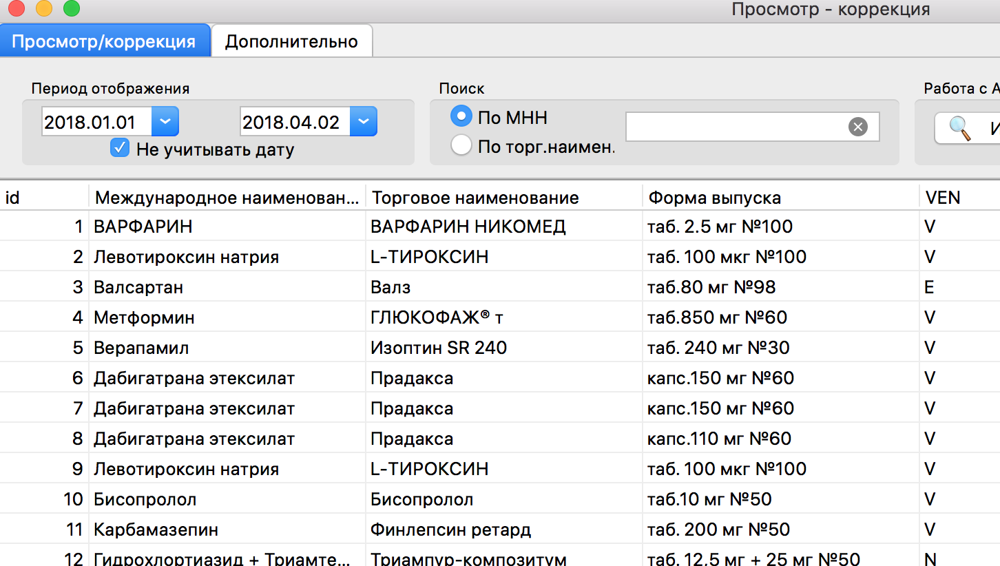 Просмотр - коррекция
Просмотр/коррекция Дополнительно
Период отображения Поиск Работа с
2018.01.01 2018.04.02 По МНН
Не учитывать дату По торг.наимен.
id Международное наименован... Торговое наименование Форма выпуска VEN
1 ВАРФАРИН ВАРФАРИН НИКОМЕД таб. 2.5 мг №100 V
2 Левотироксин натрия L-ТИРОКСИН таб. 100 мкг №100 V
3 Валсартан Валз таб.80 мг №98 E
4 Метформин ГЛЮКОФАЖ® т таб.850 мг №60 V
5 Верапамил Изоптин SR 240 таб. 240 мг №30 V
6 Дабигатрана этексилат Прадакса капс.150 мг №60 V
7 Дабигатрана этексилат Прадакса капс.150 мг №60 V
8 Дабигатрана этексилат Прадакса капс.110 мг №60 V
9 Левотироксин натрия L-ТИРОКСИН таб. 100 мкг №100 V
10 Бисопролол Бисопролол таб.10 мг №50 V
11 Карбамазепин Финлепсин ретард таб. 200 мг №50 V
12 Гидрохлортиазид + Триамте... Триампур-композитум таб. 12,5 мг + 25 мг №50 N